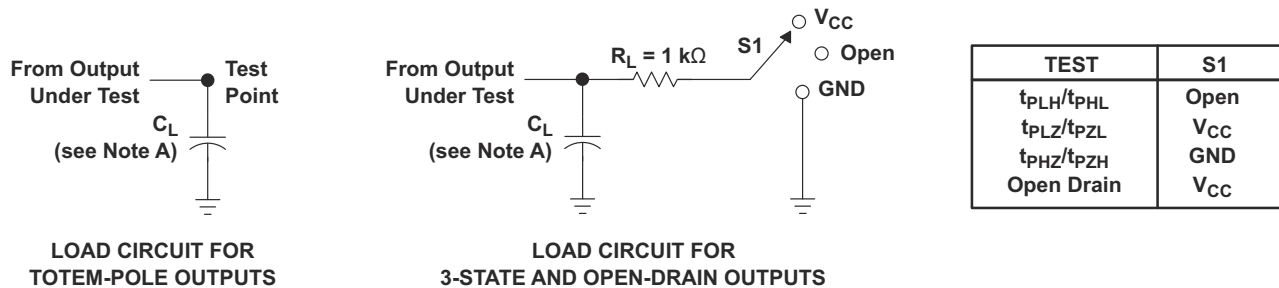 From Output
Under Test
Test
Point
C_L
(see Note A)
LOAD CIRCUIT FOR
TOTEM-POLE OUTPUTS
From Output
Under Test
R_L = 1 kΩ
S1
V_CC
Open
GND
C_L
(see Note A)
LOAD CIRCUIT FOR
3-STATE AND OPEN-DRAIN OUTPUTS
TEST S1
t_PLH/t_PHL Open
t_PLZ/t_PZL V_CC
t_PHZ/t_PZH GND
Open Drain V_CC